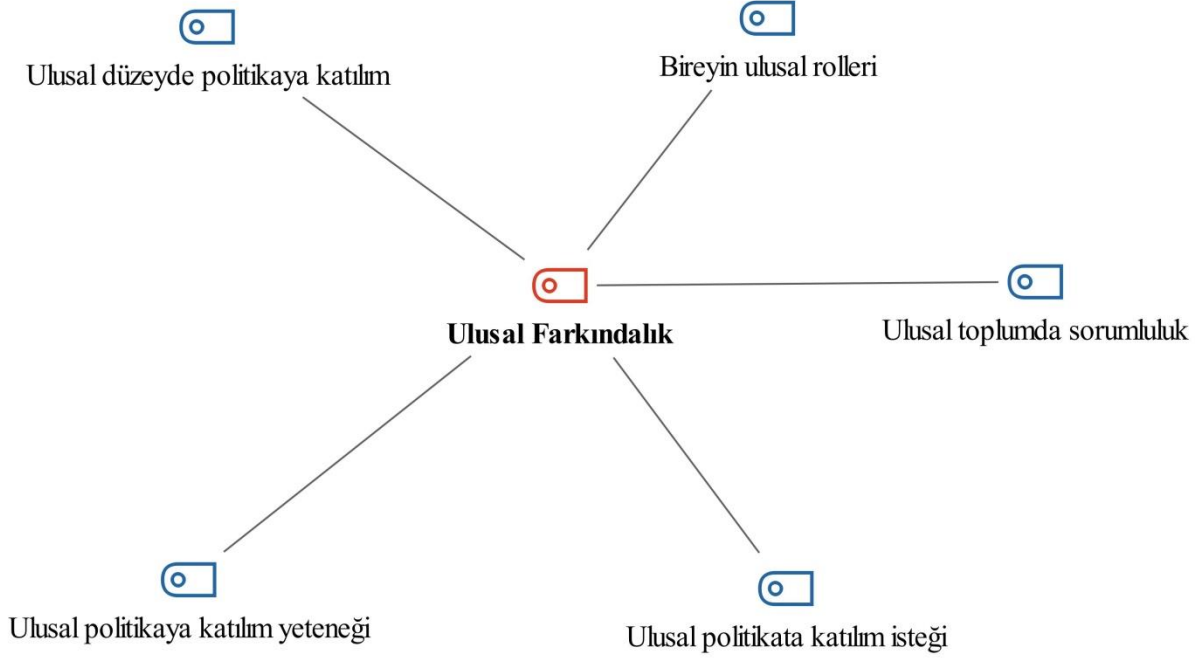 Ulusal düzeyde politikaya katılım
Bireyin ulusal rolleri
Ulusal Farkındalık
Ulusal toplumda sorumluluk
Ulusal politikaya katılım yeteneği
Ulusal politikata katılım isteği